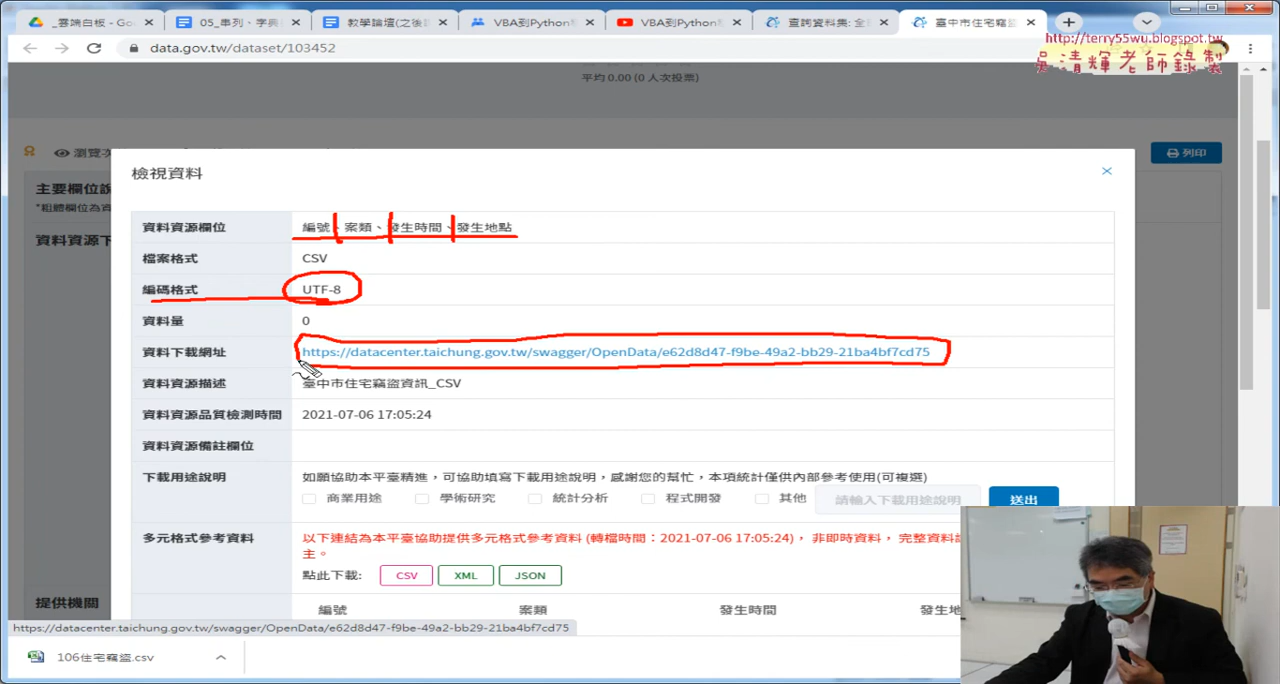 _雲端白板 - Go
05_串列、字典
教學論壇(之後
VBA到Python
VBA到Python
查詢資料集: 全
臺中市住宅竊盜
data.gov.tw/dataset/103452
http://terry55wu.blogspot.tw
吳清輝老師錄製
平均 0.00 (0 人次投票)
瀏覽次
列印
主要欄位說
*粗體欄位為資
資料資源下
檢視資料
資料資源欄位 編號、案類、發生時間、發生地點
檔案格式 CSV
編碼格式 UTF-8
資料量 0
資料下載網址 https://datacenter.taichung.gov.tw/swagger/OpenData/e62d8d47-f9be-49a2-bb29-21ba4bf7cd75
資料資源描述 臺中市住宅竊盜資訊_CSV
資料資源品質檢測時間 2021-07-06 17:05:24
資料資源備註欄位
下載用途說明 如願協助本平臺精進，可協助填寫下載用途說明，感謝您的幫忙，本項統計僅供內部參考使用(可複選)
商業用途 學術研究 統計分析 程式開發 其他 請輸入下載用途說明 送出
多元格式參考資料 以下連結為本平臺協助提供多元格式參考資料 (轉檔時間：2021-07-06 17:05:24)， 非即時資料， 完整資料
主。
點此下載: CSV XML JSON
提供機關
編號 案類 發生時間 發生地
https://datacenter.taichung.gov.tw/swagger/OpenData/e62d8d47-f9be-49a2-bb29-21ba4bf7cd75
106住宅竊盜.csv